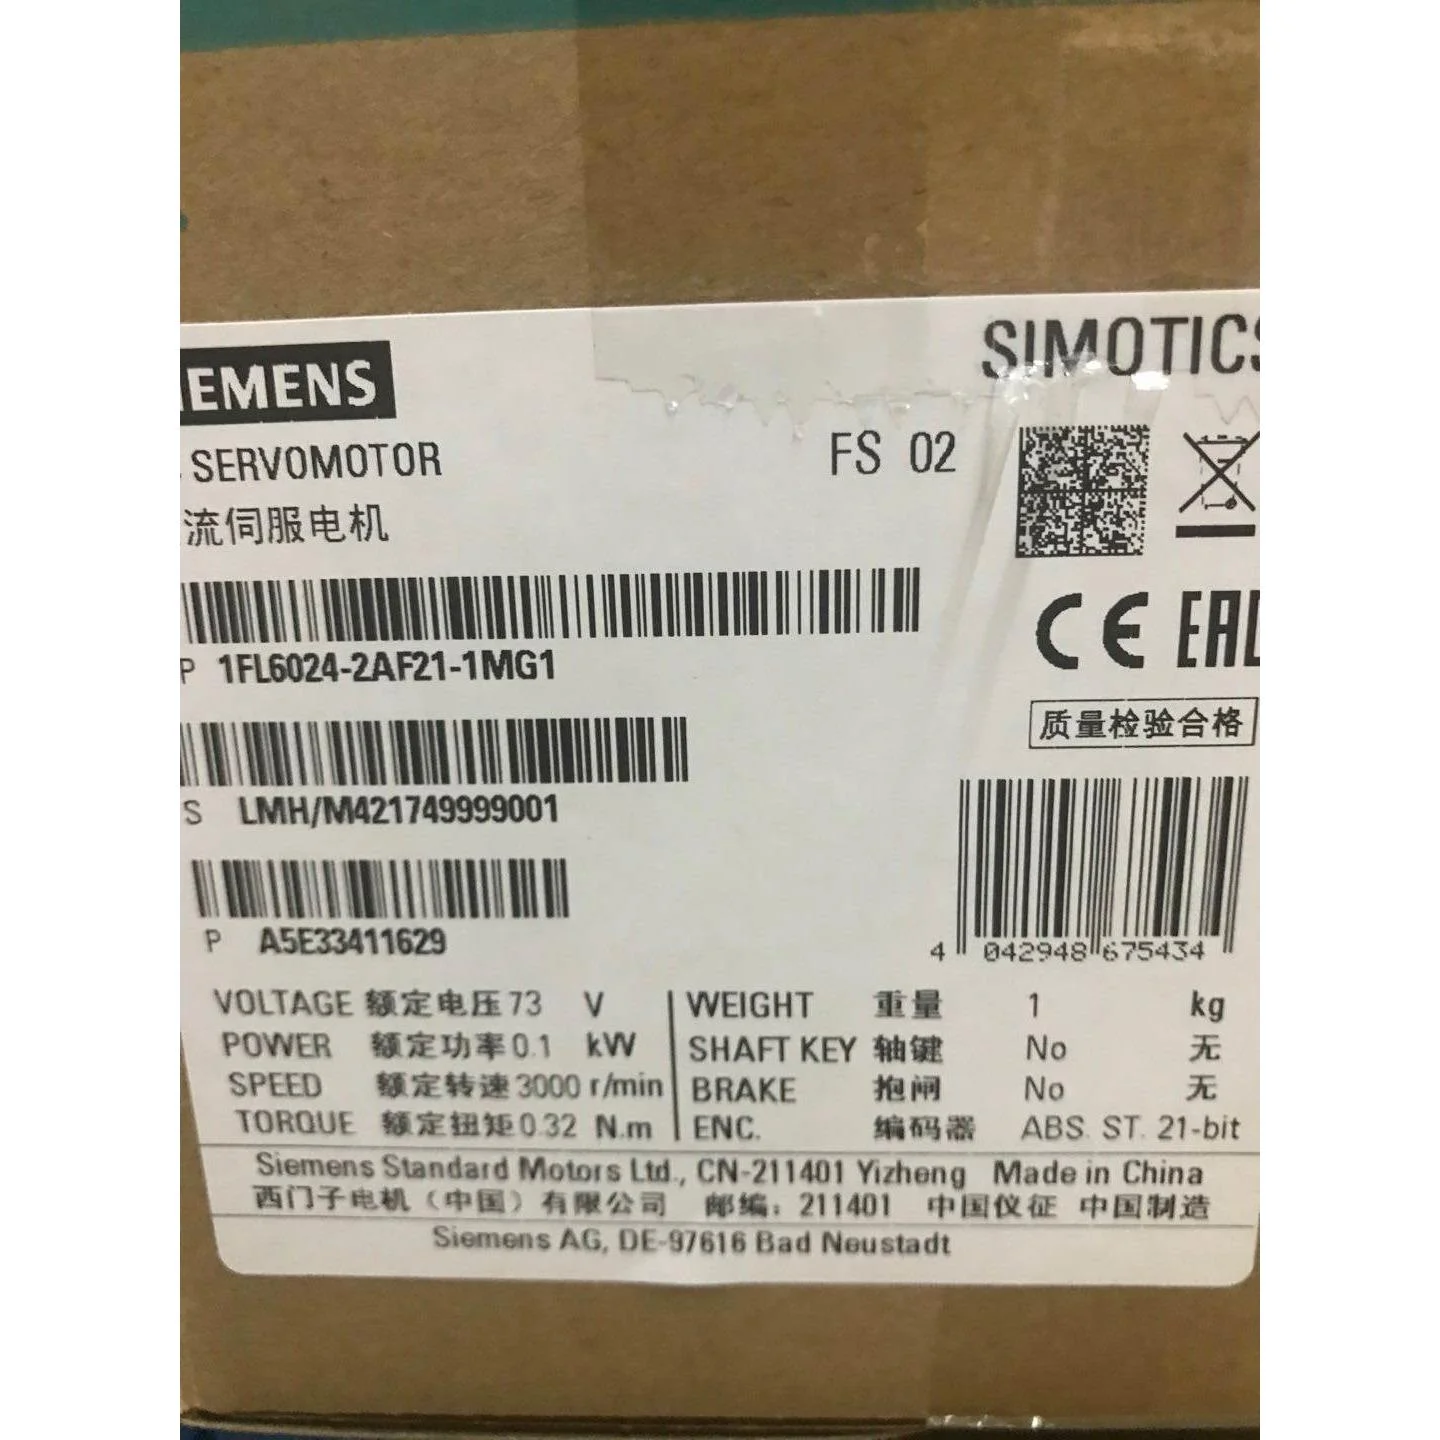 IEMENS
SIMOTICS
SERVOMOTOR
FS 02
流伺服电机
CE EAC
P 1FL6024-2AF21-1MG1
质量检验合格
S LMH/M421749999001
P A5E33411629
4 042948 675434
VOLTAGE 额定电压 73 V WEIGHT 重量 1 kg
POWER 额定功率 0.1 kW SHAFT KEY 轴键 No 无
SPEED 额定转速 3000 r/min BRAKE 抱闸 No 无
TORQUE 额定扭矩 0.32 N.m ENC. 编码器 ABS. ST. 21-bit
Siemens Standard Motors Ltd., CN-211401 Yizheng Made in China
西门子电机（中国）有限公司 邮编：211401 中国仪征 中国制造
Siemens AG, DE-97616 Bad Neustadt